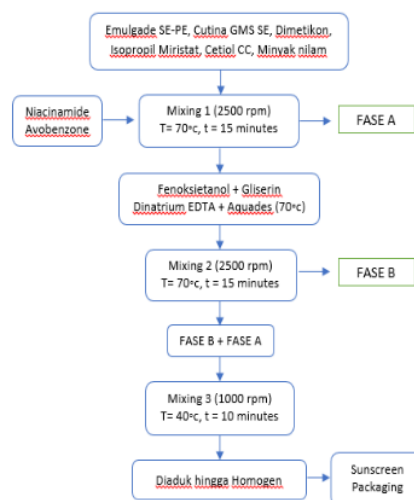 Emulgade SE-PE, Cutina GMS SE, Dimetikon,
Isopropil Miristat, Cetiol CC, Minyak nilam
Niacinamide
Avobenzone
Mixing 1 (2500 rpm)
T= 70ºc, t = 15 minutes
FASE A
Fenoksietanol + Gliserin
Dinatrium EDTA + Aquades (70ºc)
Mixing 2 (2500 rpm)
T= 70ºc, t = 15 minutes
FASE B
FASE B + FASE A
Mixing 3 (1000 rpm)
T= 40ºc, t = 10 minutes
Diaduk hingga Homogen
Sunscreen
Packaging